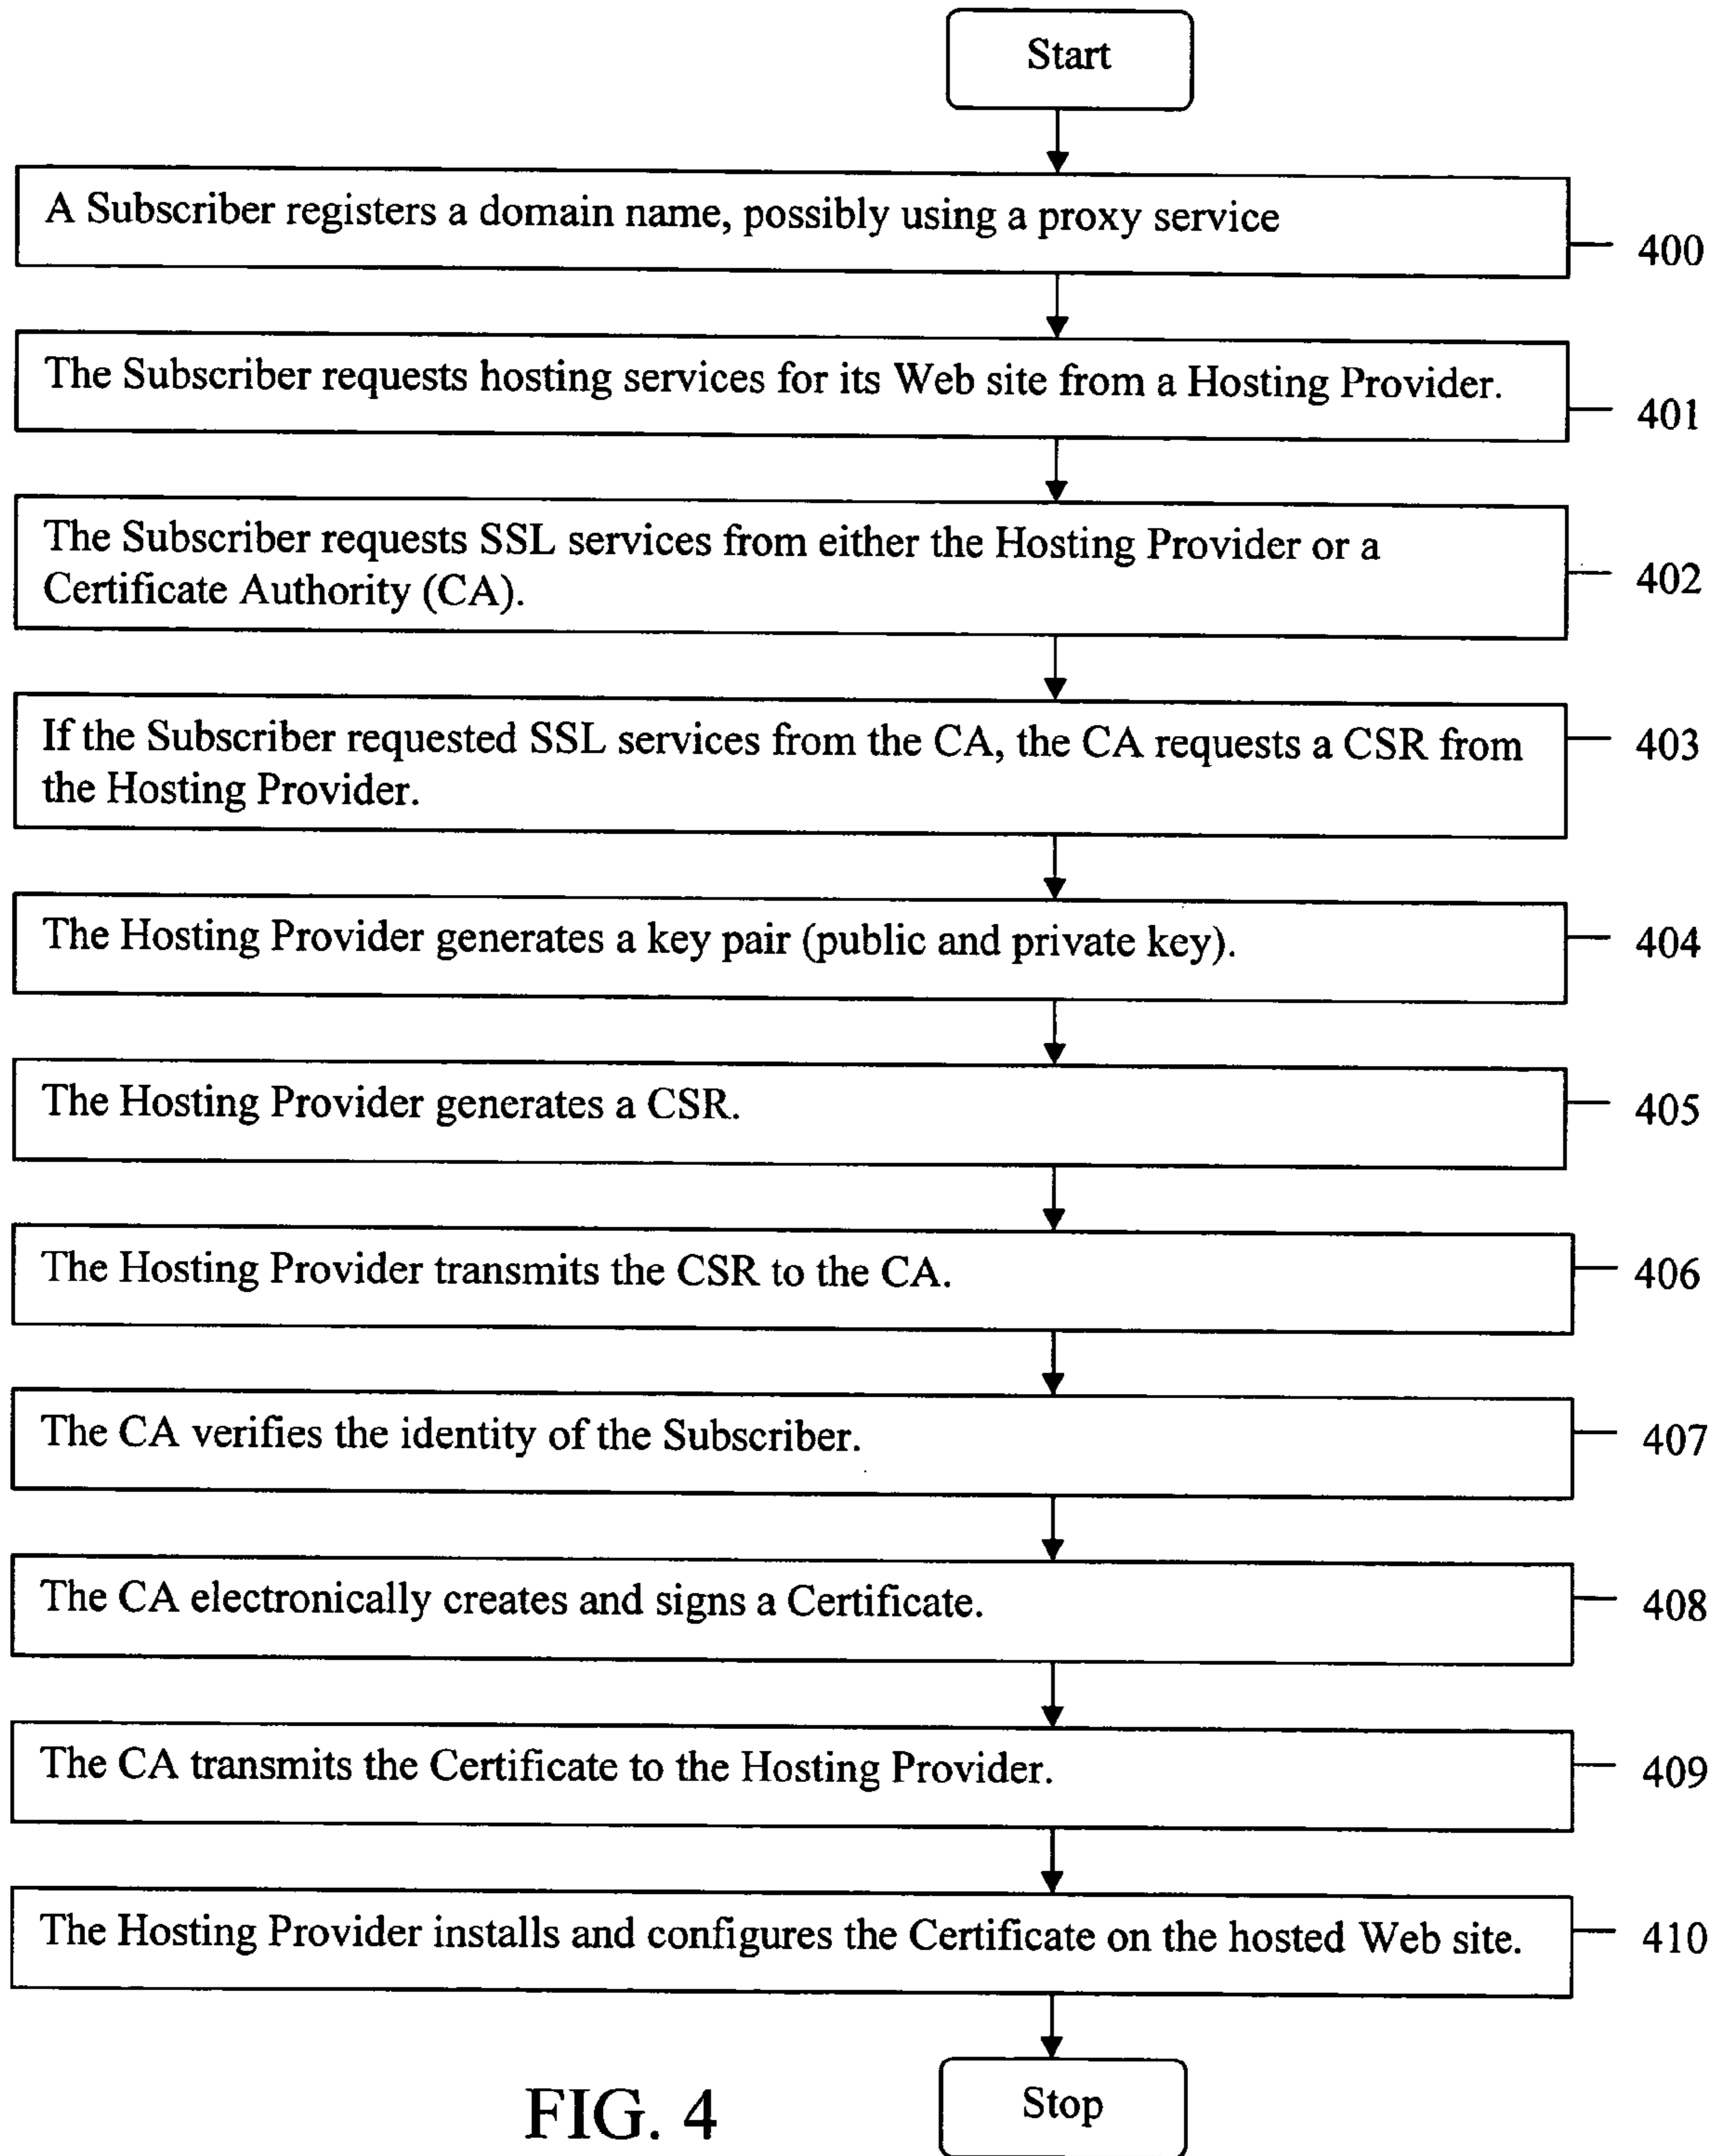 Start
A Subscriber registers a domain name, possibly using a proxy service
400
The Subscriber requests hosting services for its Web site from a Hosting Provider.
401
The Subscriber requests SSL services from either the Hosting Provider or a
Certificate Authority (CA).
402
If the Subscriber requested SSL services from the CA, the CA requests a CSR from
the Hosting Provider.
403
The Hosting Provider generates a key pair (public and private key).
404
The Hosting Provider generates a CSR.
405
The Hosting Provider transmits the CSR to the CA.
406
The CA verifies the identity of the Subscriber.
407
The CA electronically creates and signs a Certificate.
408
The CA transmits the Certificate to the Hosting Provider.
409
The Hosting Provider installs and configures the Certificate on the hosted Web site.
410
Stop
FIG. 4